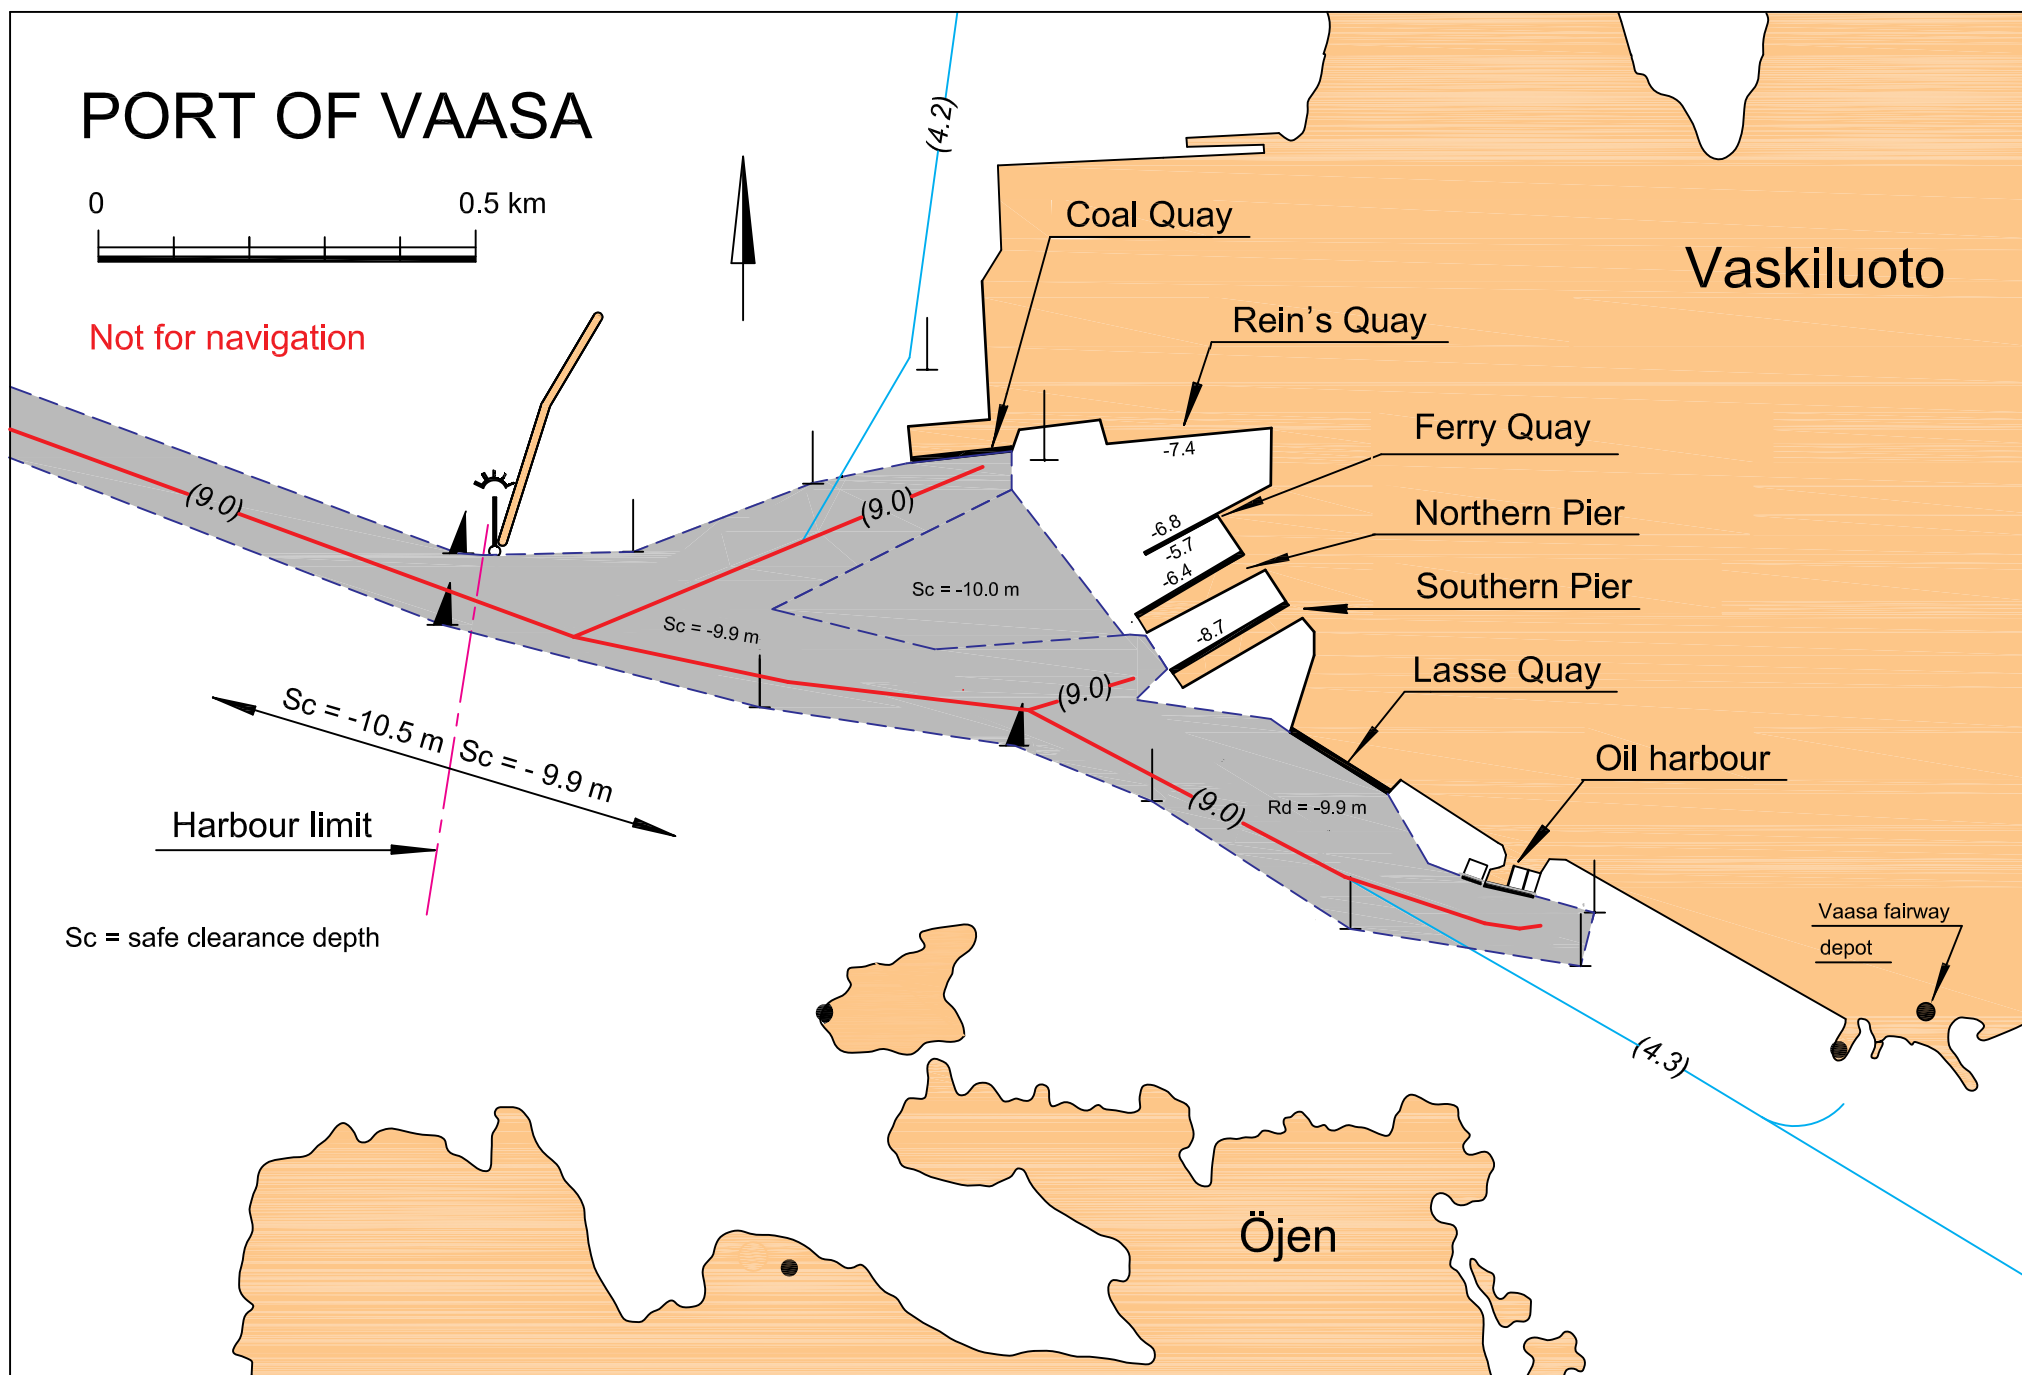 PORT OF VAASA
0 0.5 km
Not for navigation
(4.2)
Coal Quay
Vaskiluoto
Rein's Quay
-7.4
Ferry Quay
(9.0)
(9.0)
-6.8
-5.7
-6.4
Northern Pier
Sc = -10.0 m
Southern Pier
Sc = -9.9 m
-8.7
Lasse Quay
(9.0)
Sc = -10.5 m
Sc = - 9.9 m
Oil harbour
(9.0)
Rd = -9.9 m
Harbour limit
Sc = safe clearance depth
Vaasa fairway
depot
(4.3)
Öjen